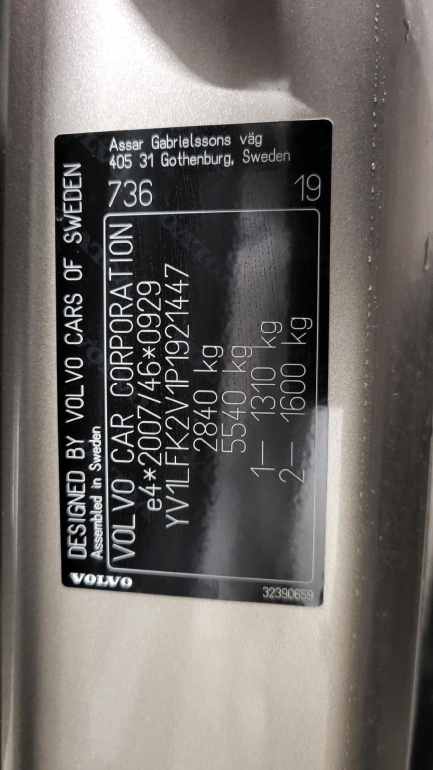 Assar Gabrielssons väg
405 31 Gothenburg, Sweden
736 19
DESIGNED BY VOLVO CARS OF SWEDEN
Assembled in Sweden
VOLVO CAR CORPORATION
e4*2007/46*0929
YV1LFK2V1P1921447
2840 kg
5540 kg
1– 1310 kg
2– 1600 kg
VOLVO
32390659